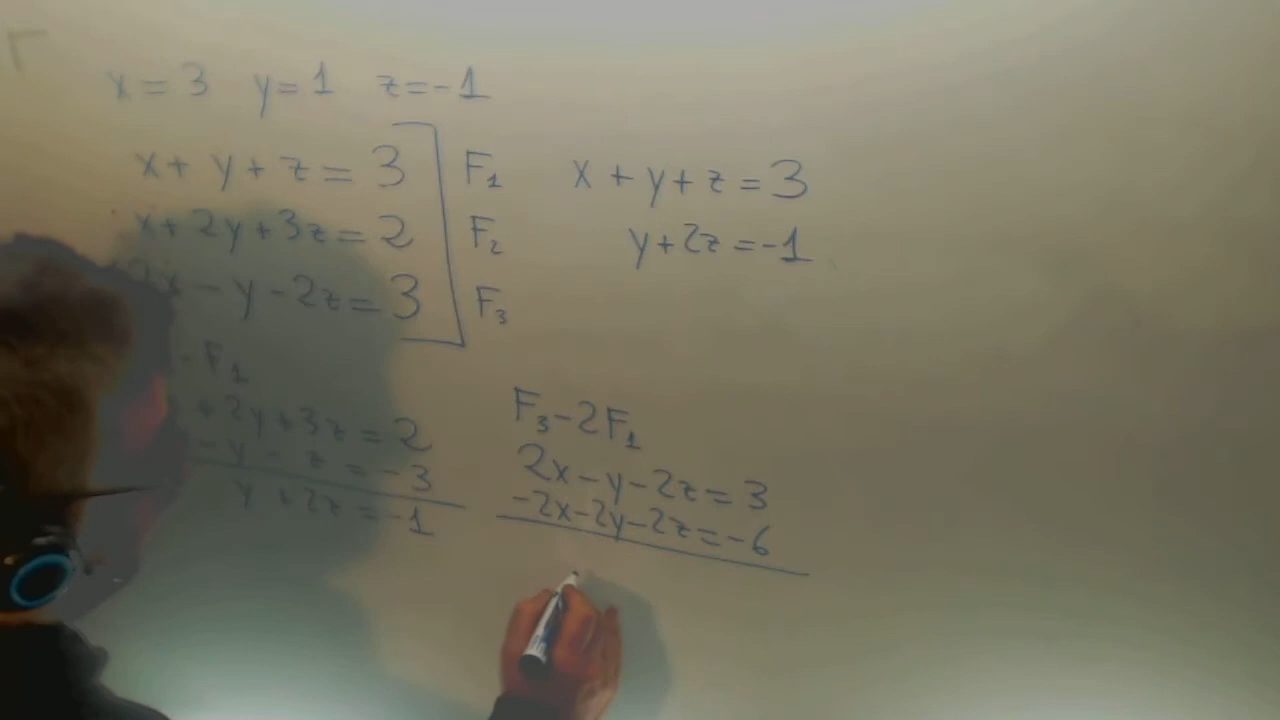 x = 3 y = 1 z = -1
x + y + z = 3 F₁
x + 2y + 3z = 2 F₂
x - y - 2z = 3 F₃
x + y + z = 3
y + 2z = -1
- F₁
+ 2y + 3z = 2
- y - z = -3
y + 2z = -1
F₃ - 2F₁
2x - y - 2z = 3
-2x - 2y - 2z = -6